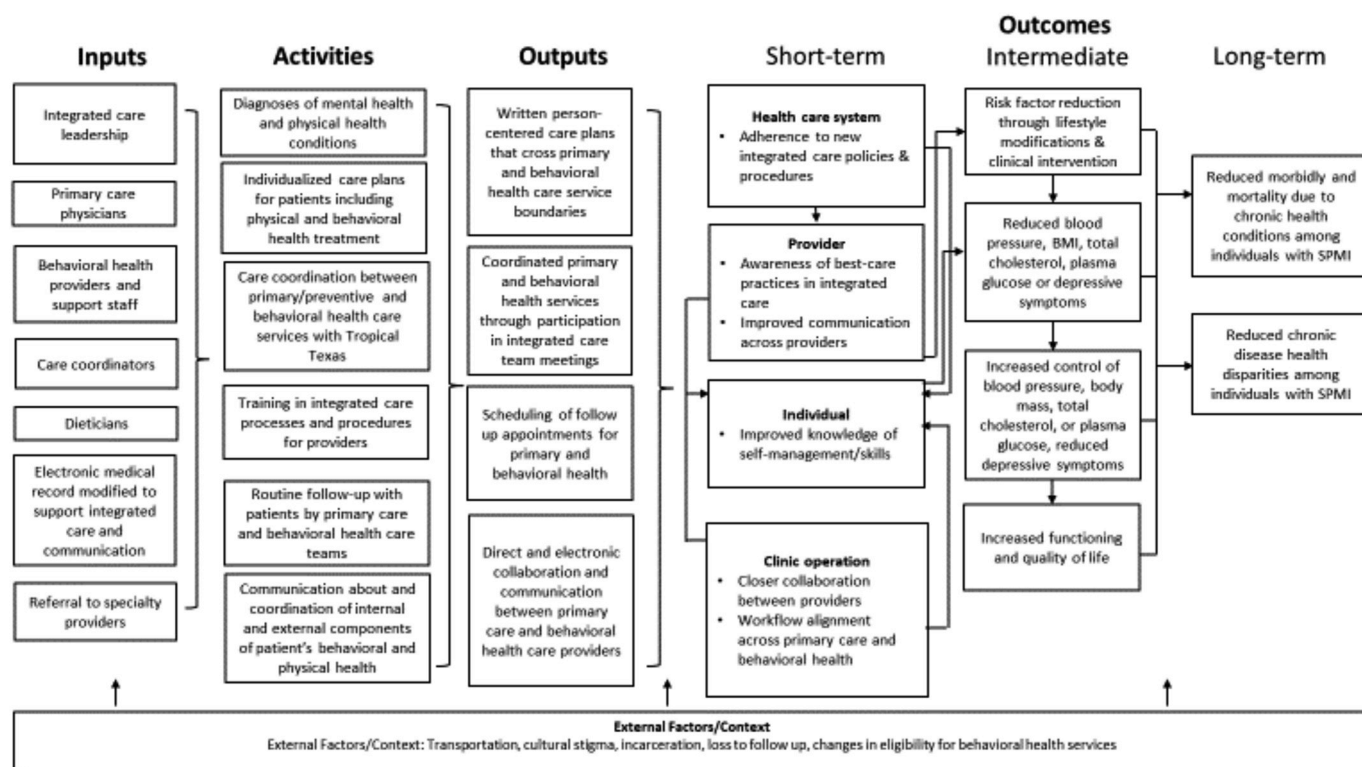 Outcomes
Inputs
Activities
Outputs
Short-term
Intermediate
Long-term
Integrated care
leadership
Primary care
physicians
Behavioral health
providers and
support staff
Care coordinators
Dieticians
Electronic medical
record modified to
support integrated
care and
communication
Referral to specialty
providers
Diagnoses of mental health
and physical health
conditions
Individualized care plans
for patients including
physical and behavioral
health treatment
Care coordination between
primary/preventive and
behavioral health care
services with Tropical
Texas
Training in integrated care
processes and procedures
for providers
Routine follow-up with
patients by primary care
and behavioral health care
teams
Communication about and
coordination of internal
and external components
of patient's behavioral and
physical health
Written person-
centered care plans
that cross primary
and behavioral
health care service
boundaries
Coordinated primary
and behavioral
health services
through participation
in integrated care
team meetings
Scheduling of follow
up appointments for
primary and
behavioral health
Direct and electronic
collaboration and
communication
between primary
care and behavioral
health care providers
Health care system
• Adherence to new
integrated care policies &
procedures
Provider
• Awareness of best-care
practices in integrated
care
• Improved communication
across providers
Individual
• Improved knowledge of
self-management/skills
Clinic operation
• Closer collaboration
between providers
• Workflow alignment
across primary care and
behavioral health
Risk factor reduction
through lifestyle
modifications &
clinical intervention
Reduced blood
pressure, BMI, total
cholesterol, plasma
glucose or depressive
symptoms
Increased control of
blood pressure, body
mass, total
cholesterol, or plasma
glucose, reduced
depressive symptoms
Increased functioning
and quality of life
Reduced morbidly and
mortality due to
chronic health
conditions among
individuals with SPMI
Reduced chronic
disease health
disparities among
individuals with SPMI
External Factors/Context
External Factors/Context: Transportation, cultural stigma, incarceration, loss to follow up, changes in eligibility for behavioral health services